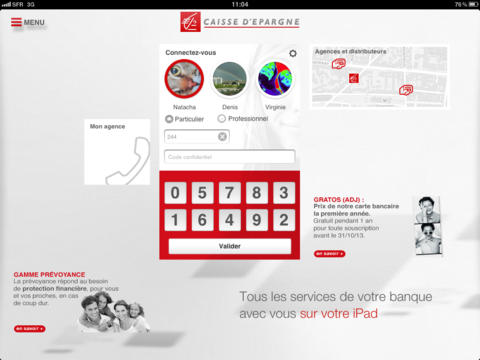 SFR 3G 11:04 76 %
MENU
CAISSE D'EPARGNE
Connectez-vous
Natacha Denis Virginie
Particulier Professionnel
244
Code confidentiel
0 5 7 8 3
1 6 4 9 2
Valider
Agences et distributeurs
Mon agence
GRATOS (ADJ) :
Prix de notre carte bancaire
la première année.
Gratuit pendant 1 an
pour toute souscription
avant le 31/10/13.
en savoir +
GAMME PRÉVOYANCE
La prévoyance répond au besoin
de protection financière, pour vous
et vos proches, en cas
de coup dur.
en savoir +
Tous les services de votre banque
avec vous sur votre iPad